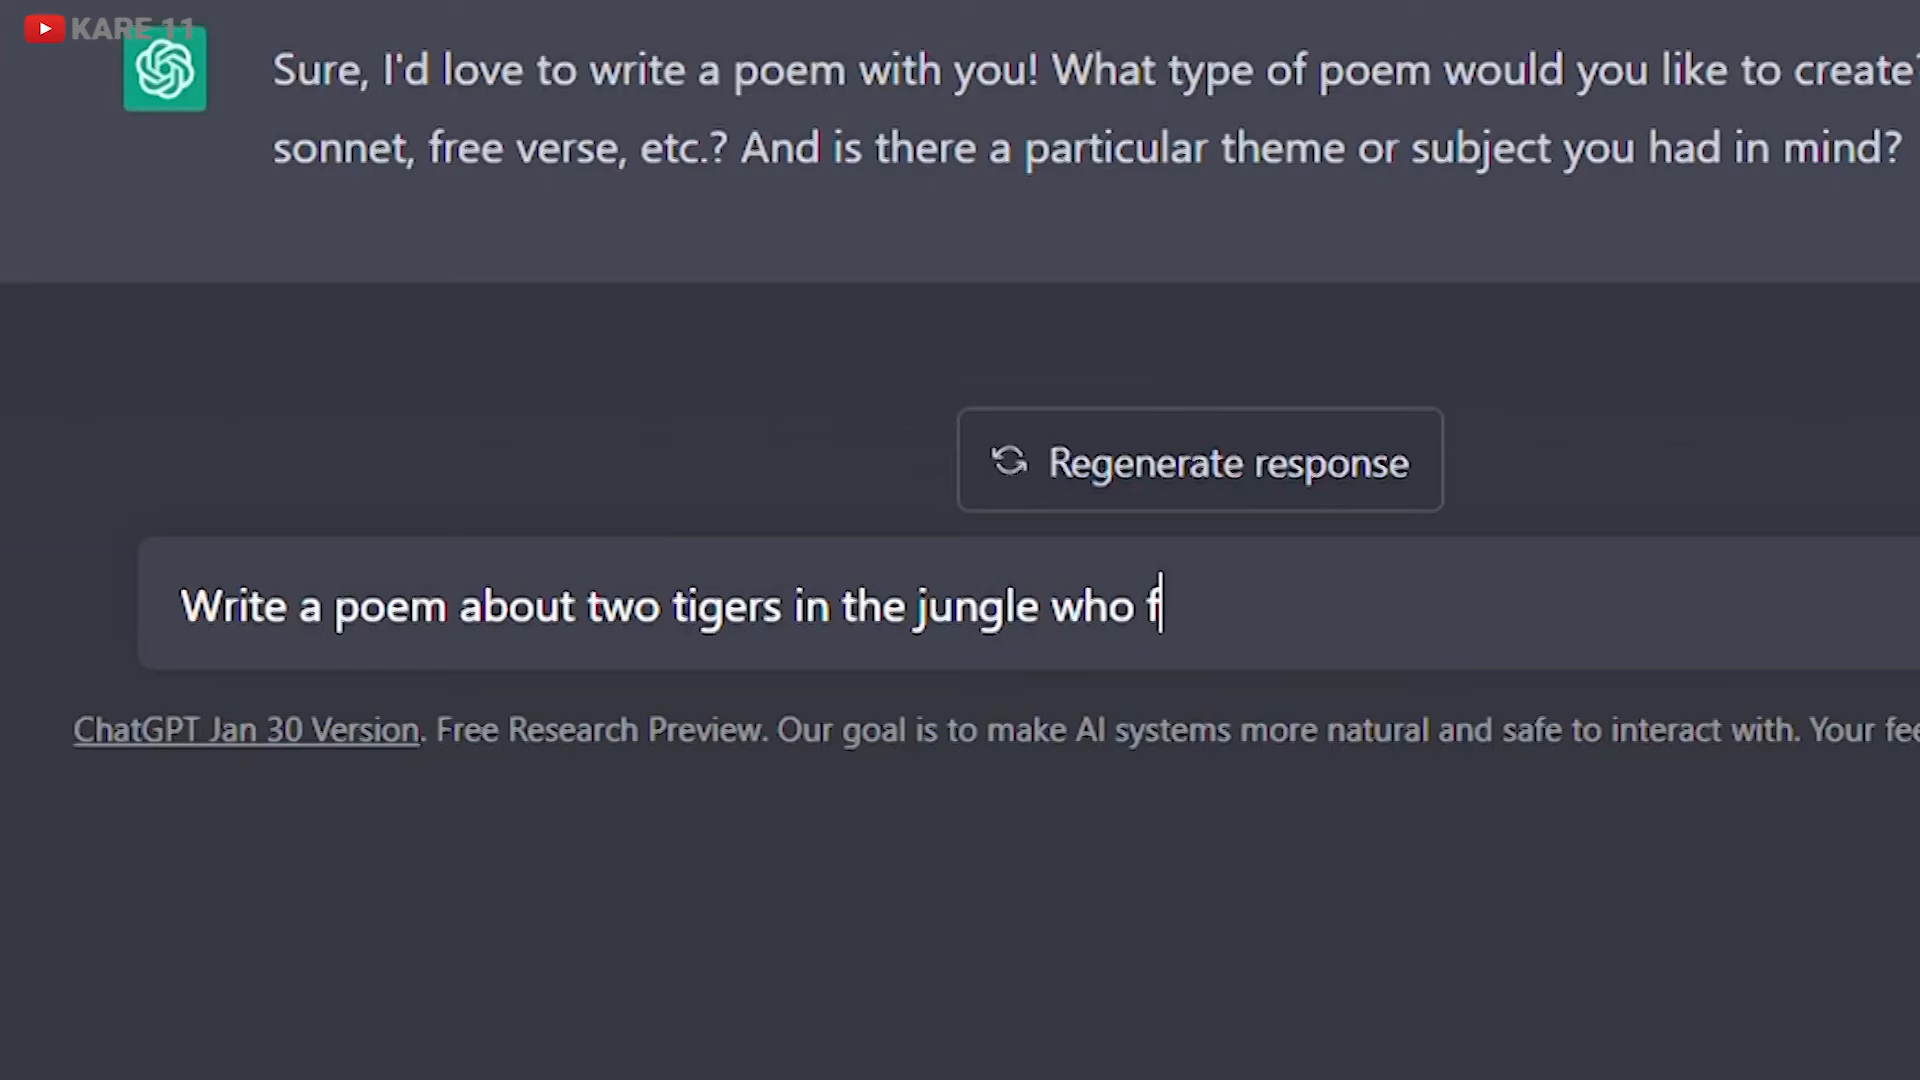 KARE 11
Sure, I'd love to write a poem with you! What type of poem would you like to create?
sonnet, free verse, etc.? And is there a particular theme or subject you had in mind?
Regenerate response
Write a poem about two tigers in the jungle who f
ChatGPT Jan 30 Version. Free Research Preview. Our goal is to make AI systems more natural and safe to interact with. Your fee